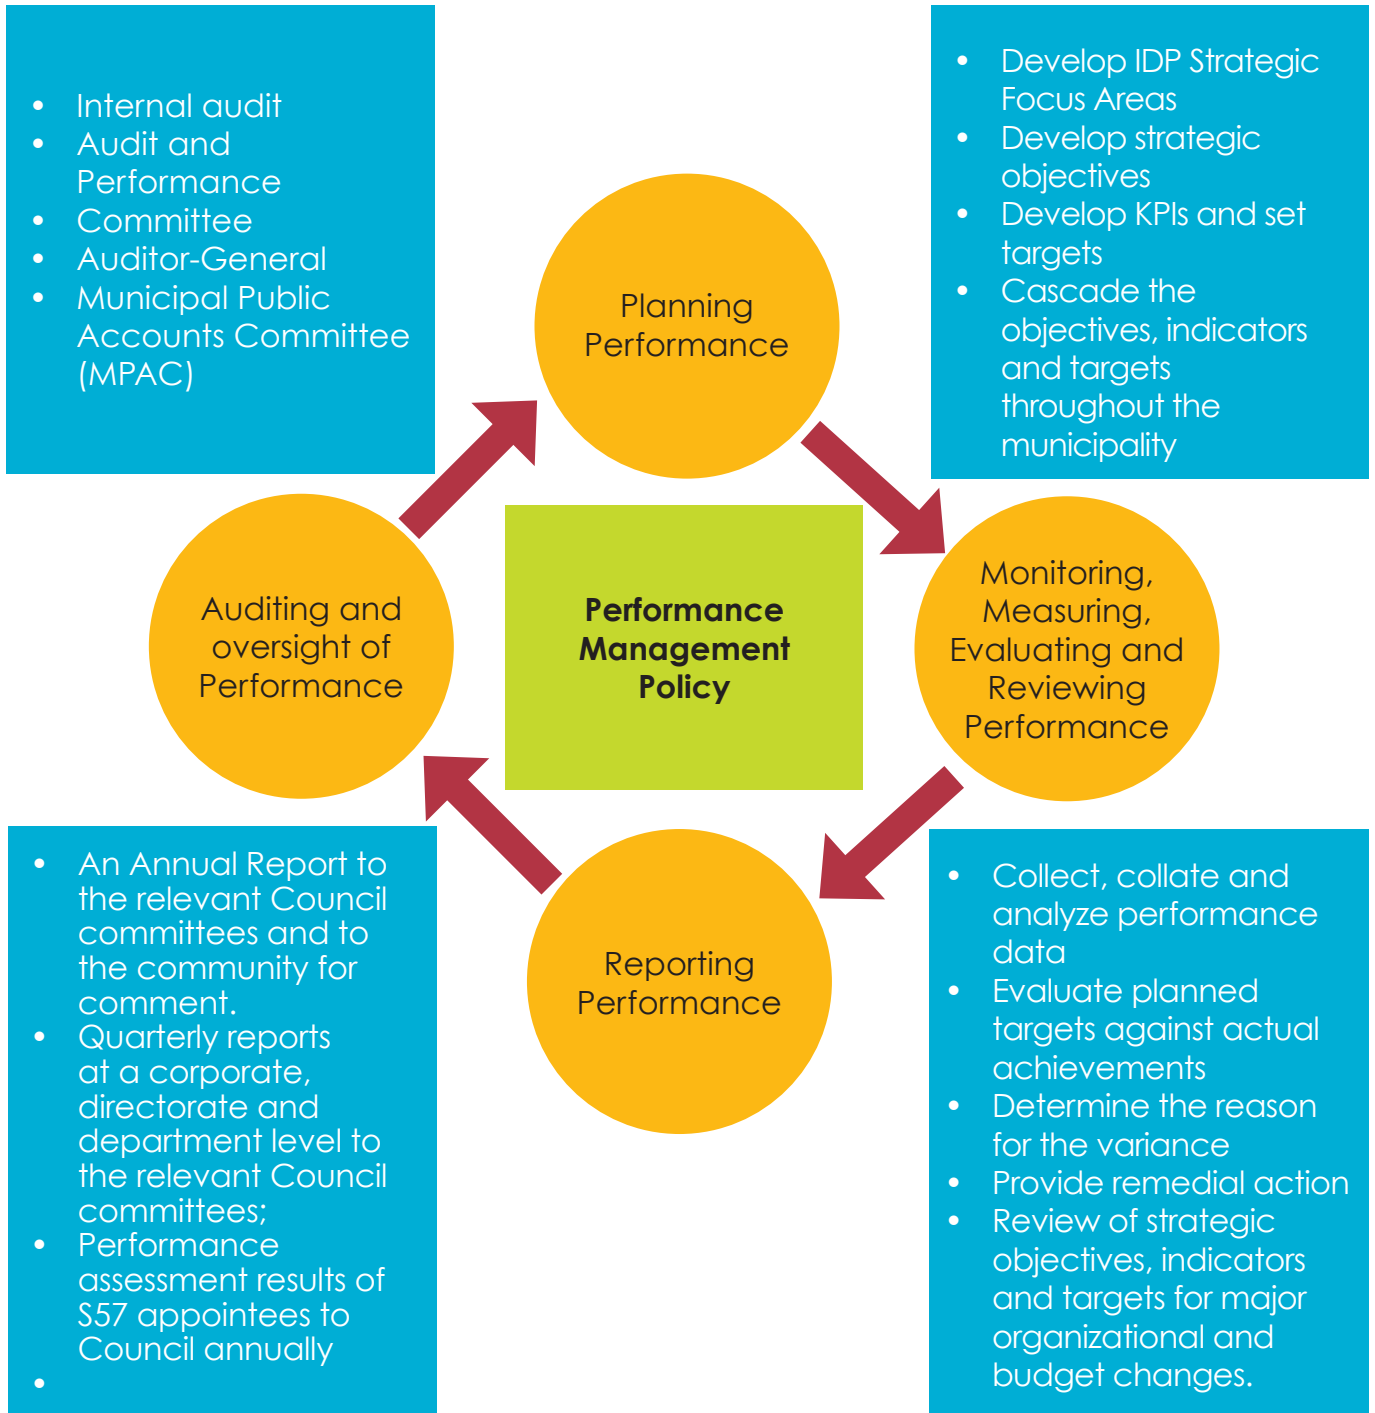 • Internal audit
• Audit and
Performance
• Committee
• Auditor-General
• Municipal Public
Accounts Committee
(MPAC)
• Develop IDP Strategic
Focus Areas
• Develop strategic
objectives
• Develop KPIs and set
targets
• Cascade the
objectives, indicators
and targets
throughout the
municipality
Planning
Performance
Auditing and
oversight of
Performance
Performance
Management
Policy
Monitoring,
Measuring,
Evaluating and
Reviewing
Performance
Reporting
Performance
• An Annual Report to
the relevant Council
committees and to
the community for
comment.
• Quarterly reports
at a corporate,
directorate and
department level to
the relevant Council
committees;
• Performance
assessment results of
S57 appointees to
Council annually
•
• Collect, collate and
analyze performance
data
• Evaluate planned
targets against actual
achievements
• Determine the reason
for the variance
• Provide remedial action
• Review of strategic
objectives, indicators
and targets for major
organizational and
budget changes.